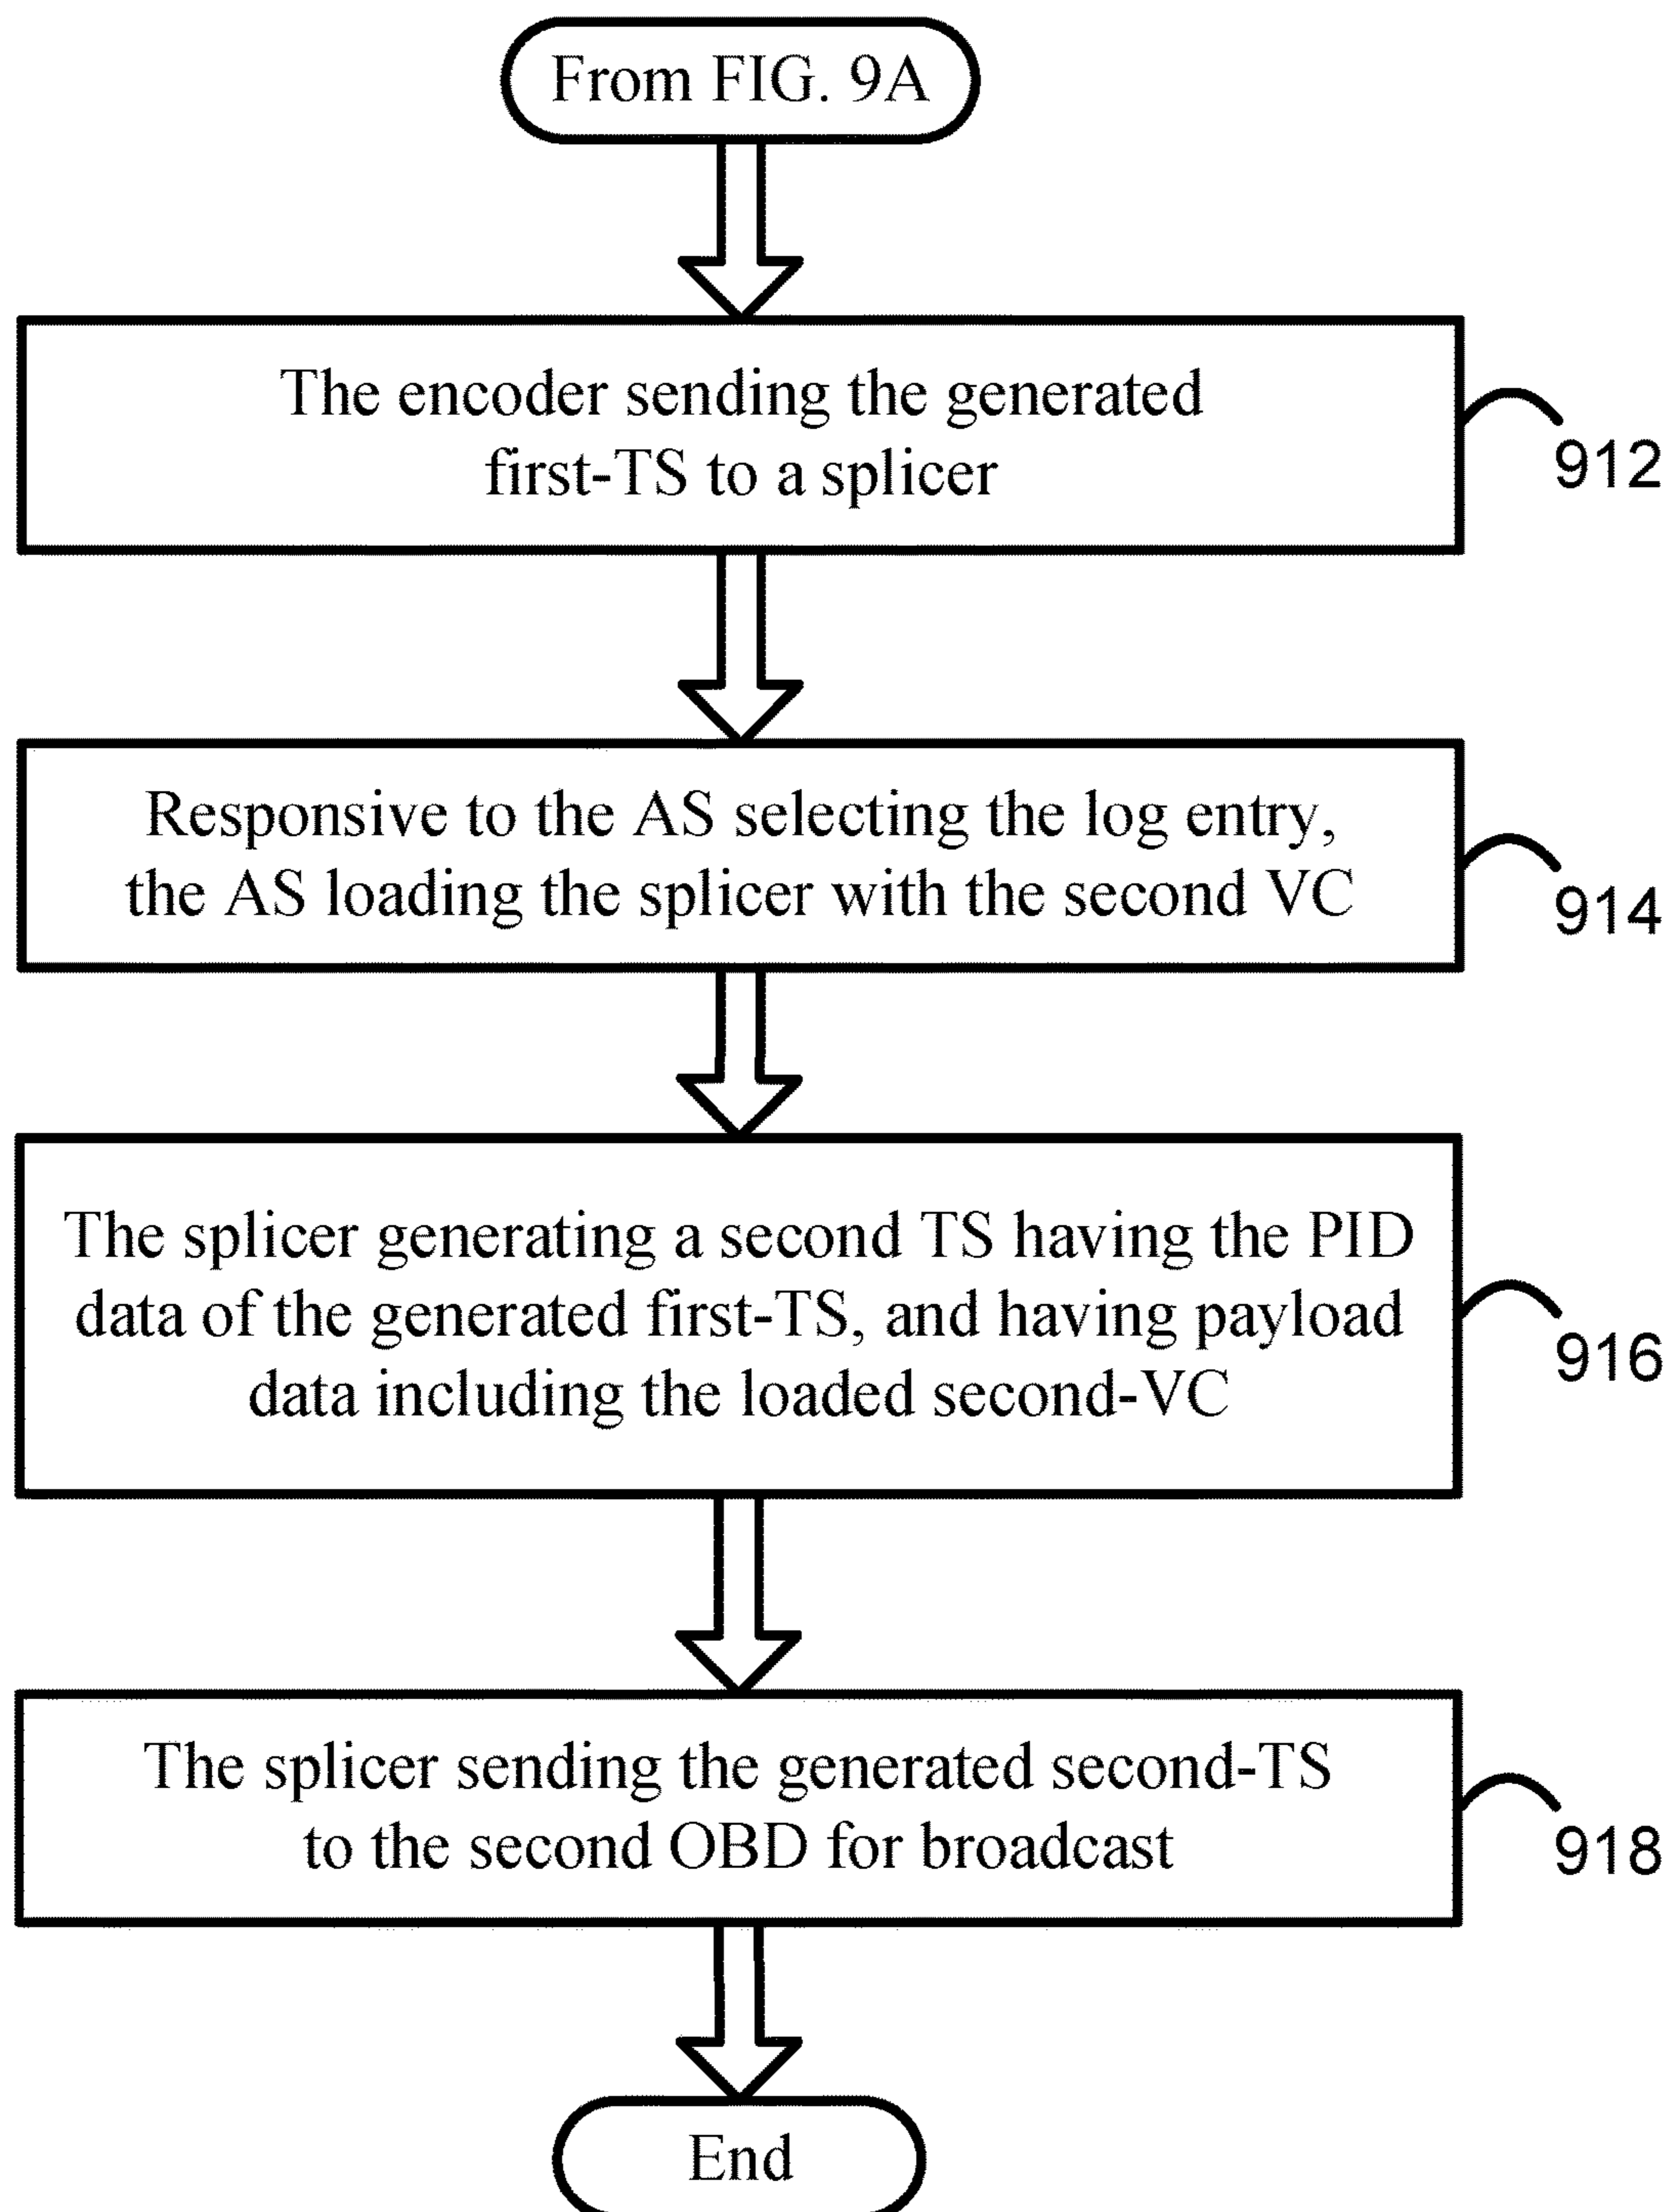 From FIG. 9A
The encoder sending the generated
first-TS to a splicer
912
Responsive to the AS selecting the log entry,
the AS loading the splicer with the second VC
914
The splicer generating a second TS having the PID
data of the generated first-TS, and having payload
data including the loaded second-VC
916
The splicer sending the generated second-TS
to the second OBD for broadcast
918
End